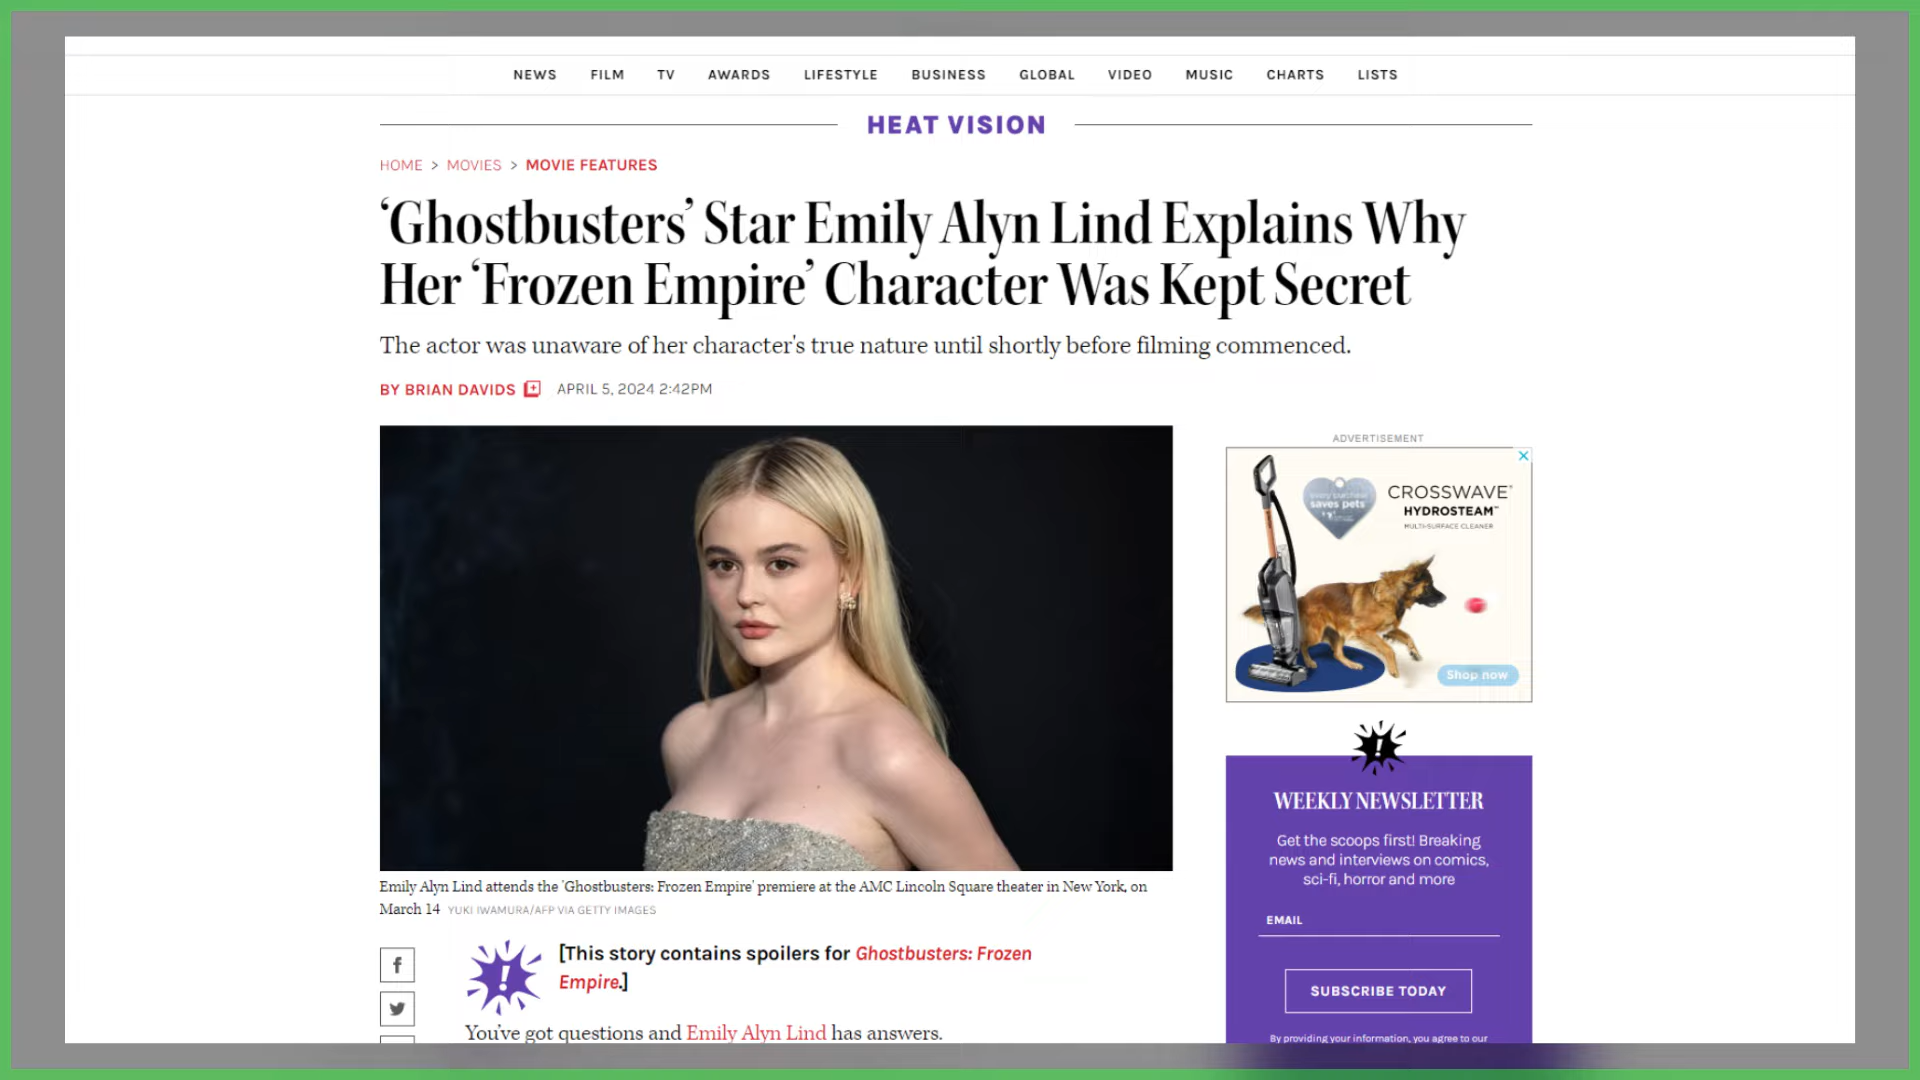 NEWS FILM TV AWARDS LIFESTYLE BUSINESS GLOBAL VIDEO MUSIC CHARTS LISTS
HEAT VISION
HOME > MOVIES > MOVIE FEATURES
‘Ghostbusters’ Star Emily Alyn Lind Explains Why
Her ‘Frozen Empire’ Character Was Kept Secret
The actor was unaware of her character's true nature until shortly before filming commenced.
BY BRIAN DAVIDS APRIL 5, 2024 2:42PM
Emily Alyn Lind attends the 'Ghostbusters: Frozen Empire' premiere at the AMC Lincoln Square theater in New York, on
March 14 YUKI IWAMURA/AFP VIA GETTY IMAGES
[This story contains spoilers for Ghostbusters: Frozen
Empire.]
You’ve got questions and Emily Alyn Lind has answers.
ADVERTISEMENT
every purchase
saves pets
CROSSWAVE®
HYDROSTEAM™
MULTI-SURFACE CLEANER
Shop now
WEEKLY NEWSLETTER
Get the scoops first! Breaking
news and interviews on comics,
sci-fi, horror and more
EMAIL
SUBSCRIBE TODAY
By providing your information, you agree to our